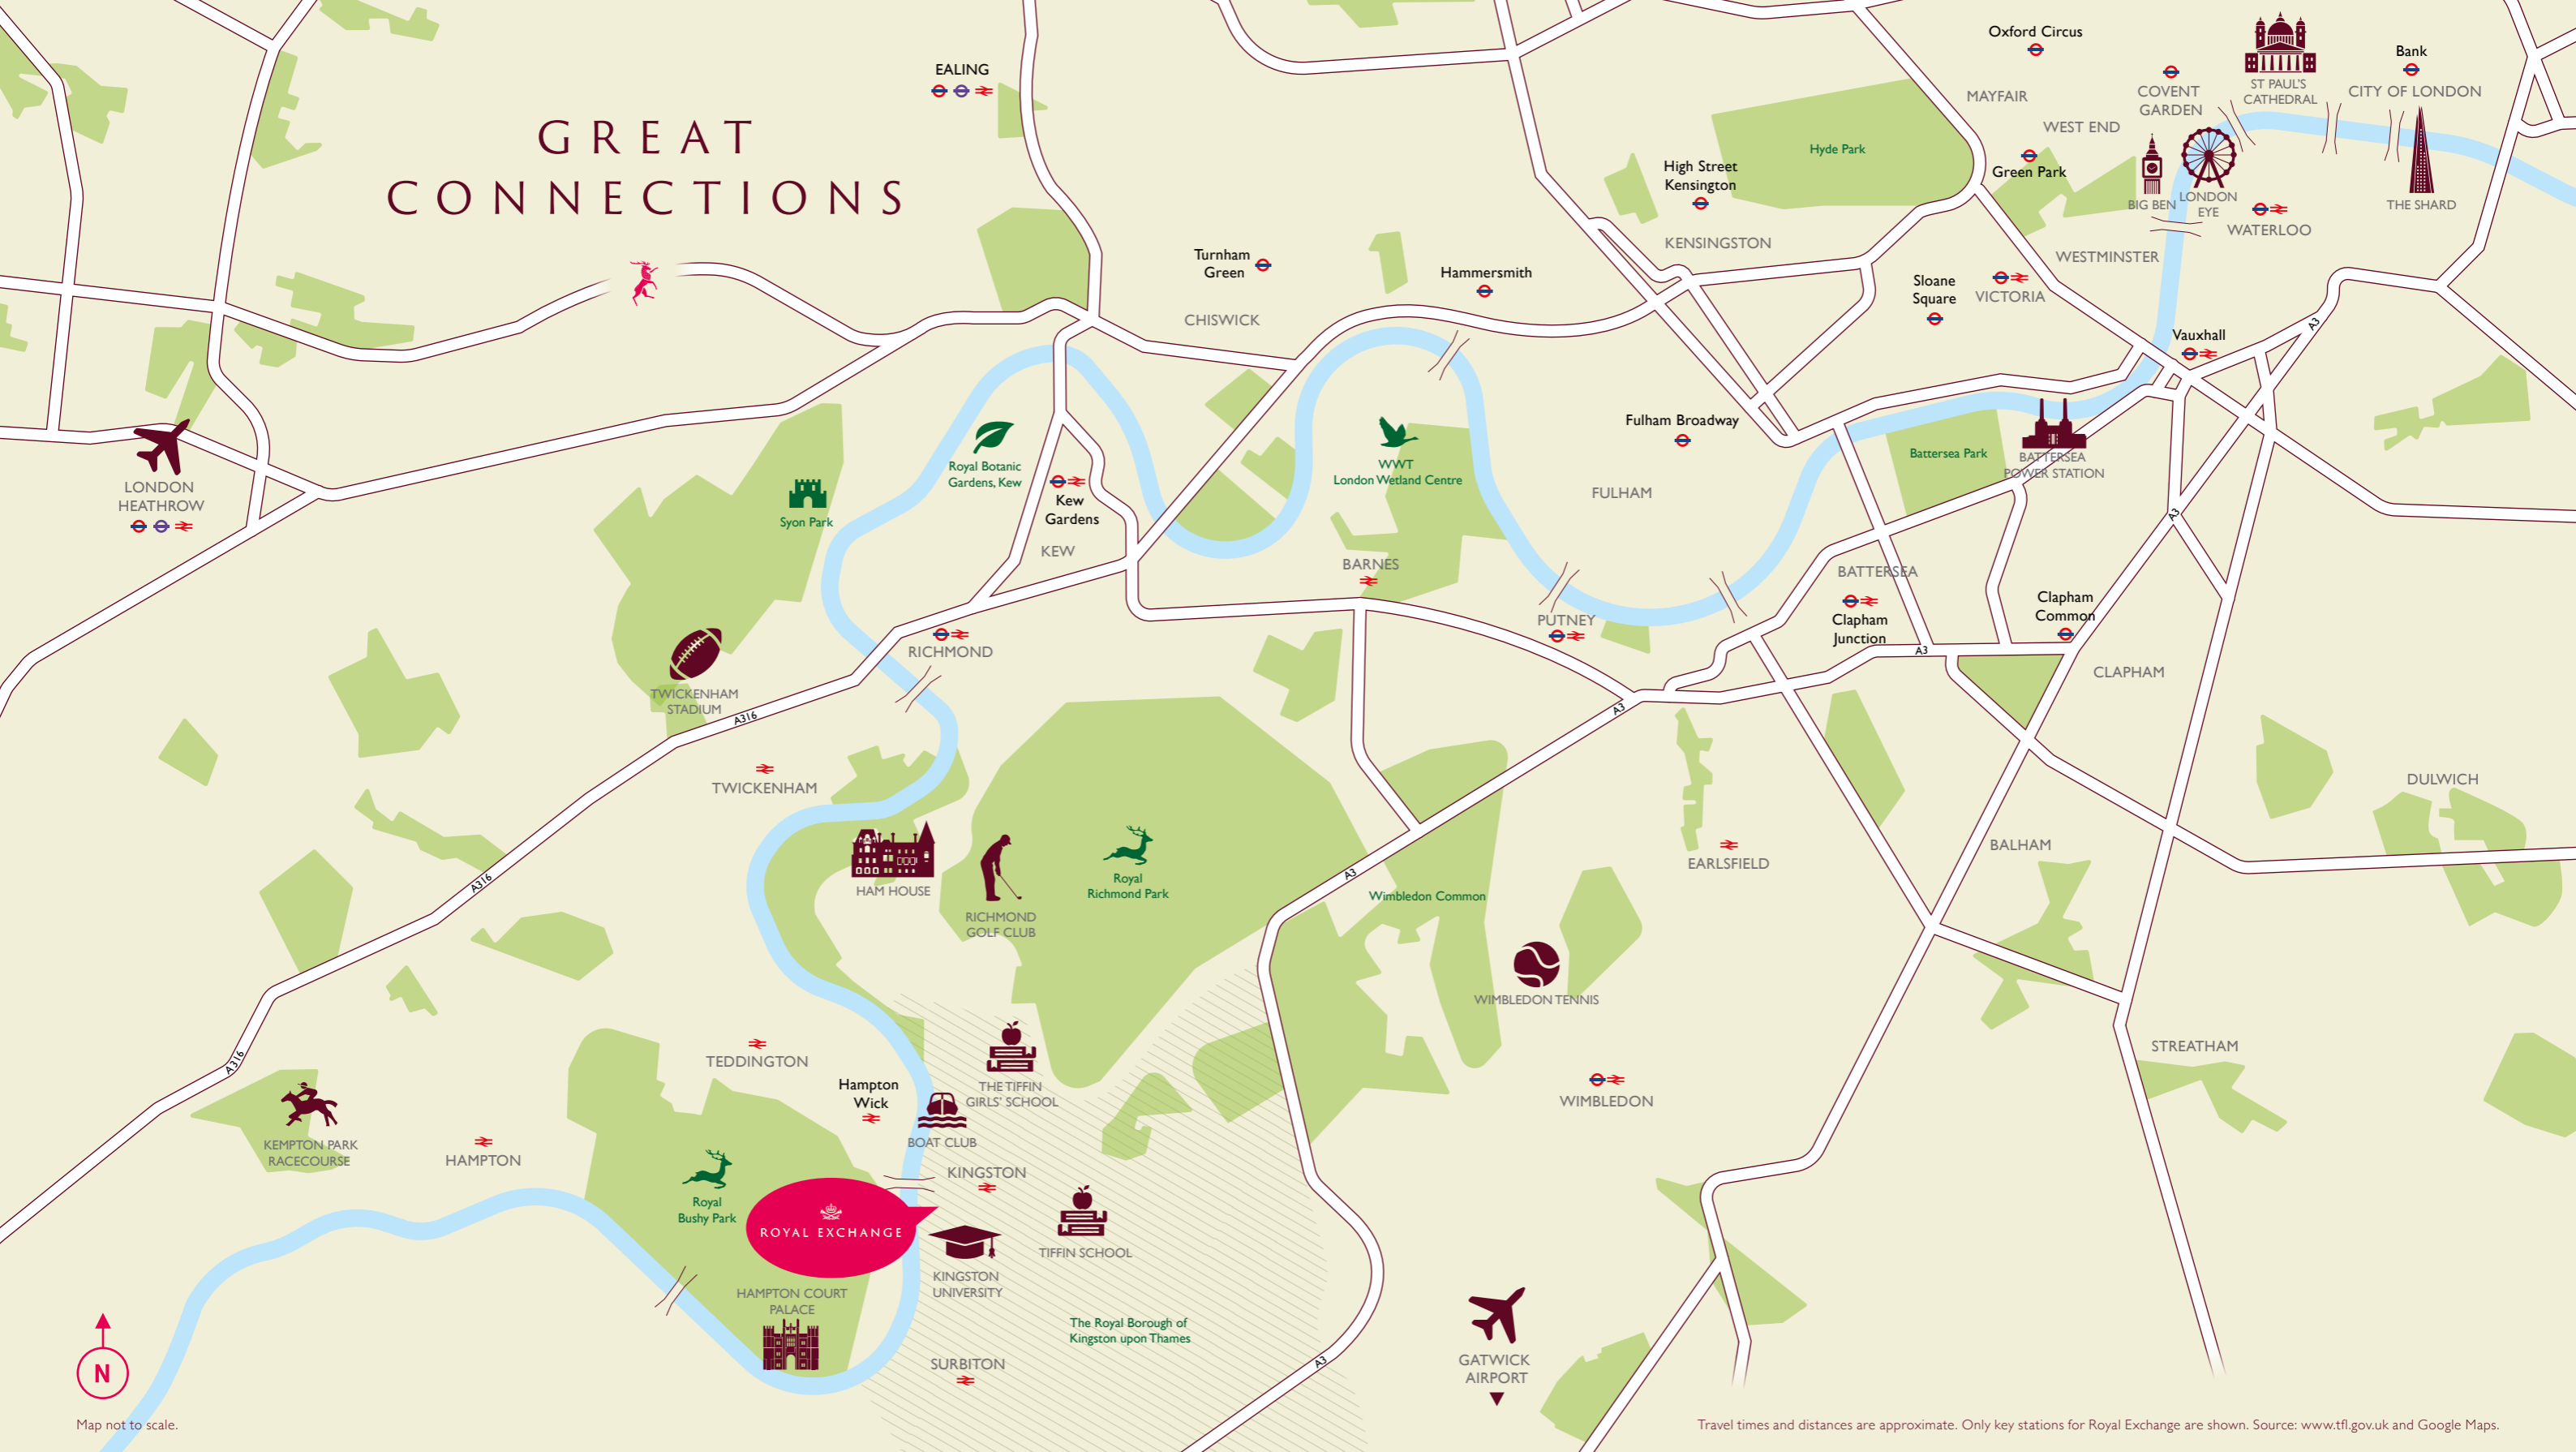 GREAT
CONNECTIONS
EALING
Oxford Circus
MAYFAIR
WEST END
COVENT
GARDEN
ST PAUL'S
CATHEDRAL
Bank
CITY OF LONDON
Hyde Park
High Street
Kensington
KENSINGTON
Green Park
BIG BEN
LONDON
EYE
WATERLOO
THE SHARD
WESTMINSTER
Turnham
Green
CHISWICK
Hammersmith
Sloane
Square
VICTORIA
Vauxhall
A3
LONDON
HEATHROW
Syon Park
Royal Botanic
Gardens, Kew
Kew
Gardens
KEW
WWT
London Wetland Centre
BARNES
Fulham Broadway
FULHAM
Battersea Park
BATTERSEA
POWER STATION
A3
BATTERSEA
Clapham
Junction
Clapham
Common
A3
CLAPHAM
PUTNEY
RICHMOND
TWICKENHAM
STADIUM
A316
A3
TWICKENHAM
DULWICH
HAM HOUSE
RICHMOND
GOLF CLUB
Royal
Richmond Park
A3
Wimbledon Common
EARLSFIELD
BALHAM
A316
WIMBLEDON TENNIS
STREATHAM
A316
TEDDINGTON
Hampton
Wick
THE TIFFIN
GIRLS' SCHOOL
BOAT CLUB
WIMBLEDON
KEMPTON PARK
RACECOURSE
HAMPTON
KINGSTON
Royal
Bushy Park
ROYAL EXCHANGE
TIFFIN SCHOOL
KINGSTON
UNIVERSITY
HAMPTON COURT
PALACE
The Royal Borough of
Kingston upon Thames
SURBITON
A3
GATWICK
AIRPORT
N
Map not to scale.
Travel times and distances are approximate. Only key stations for Royal Exchange are shown. Source: www.tfl.gov.uk and Google Maps.